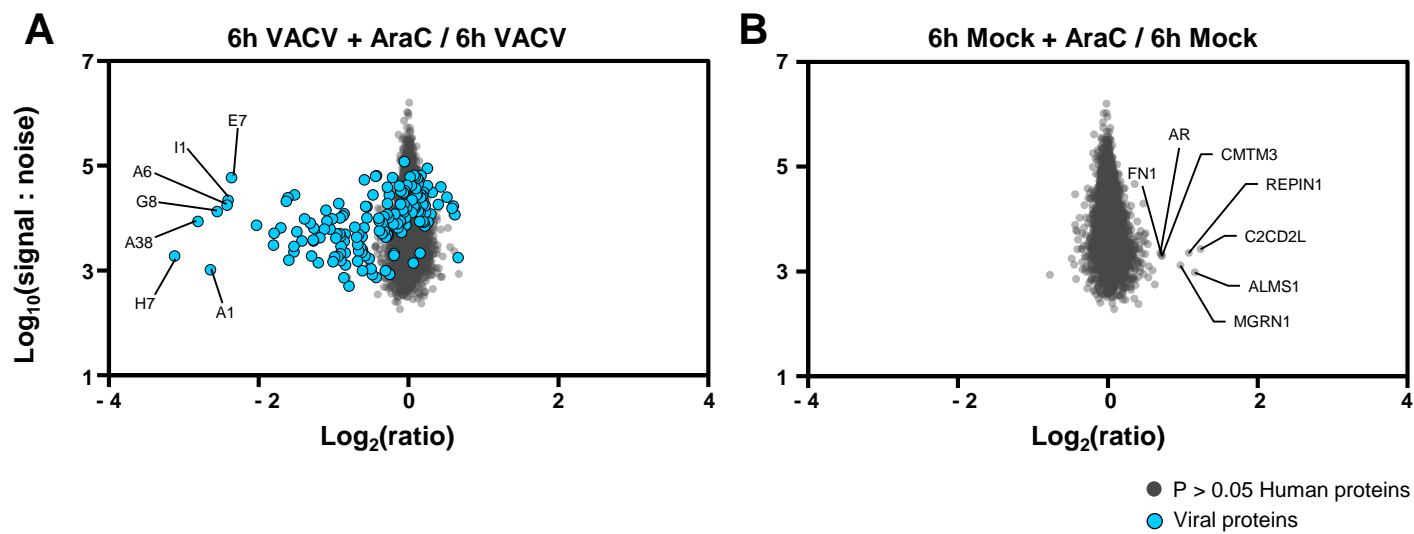 A
6h VACV + AraC / 6h VACV
7
5
3
1
Log₁₀(signal : noise)
E7
I1
A6
G8
A38
H7
A1
- 4
- 2
0
2
4
Log₂(ratio)
B
6h Mock + AraC / 6h Mock
7
5
3
1
AR
FN1
CMTM3
REPIN1
C2CD2L
ALMS1
MGRN1
- 4
- 2
0
2
4
Log₂(ratio)
P > 0.05 Human proteins
Viral proteins